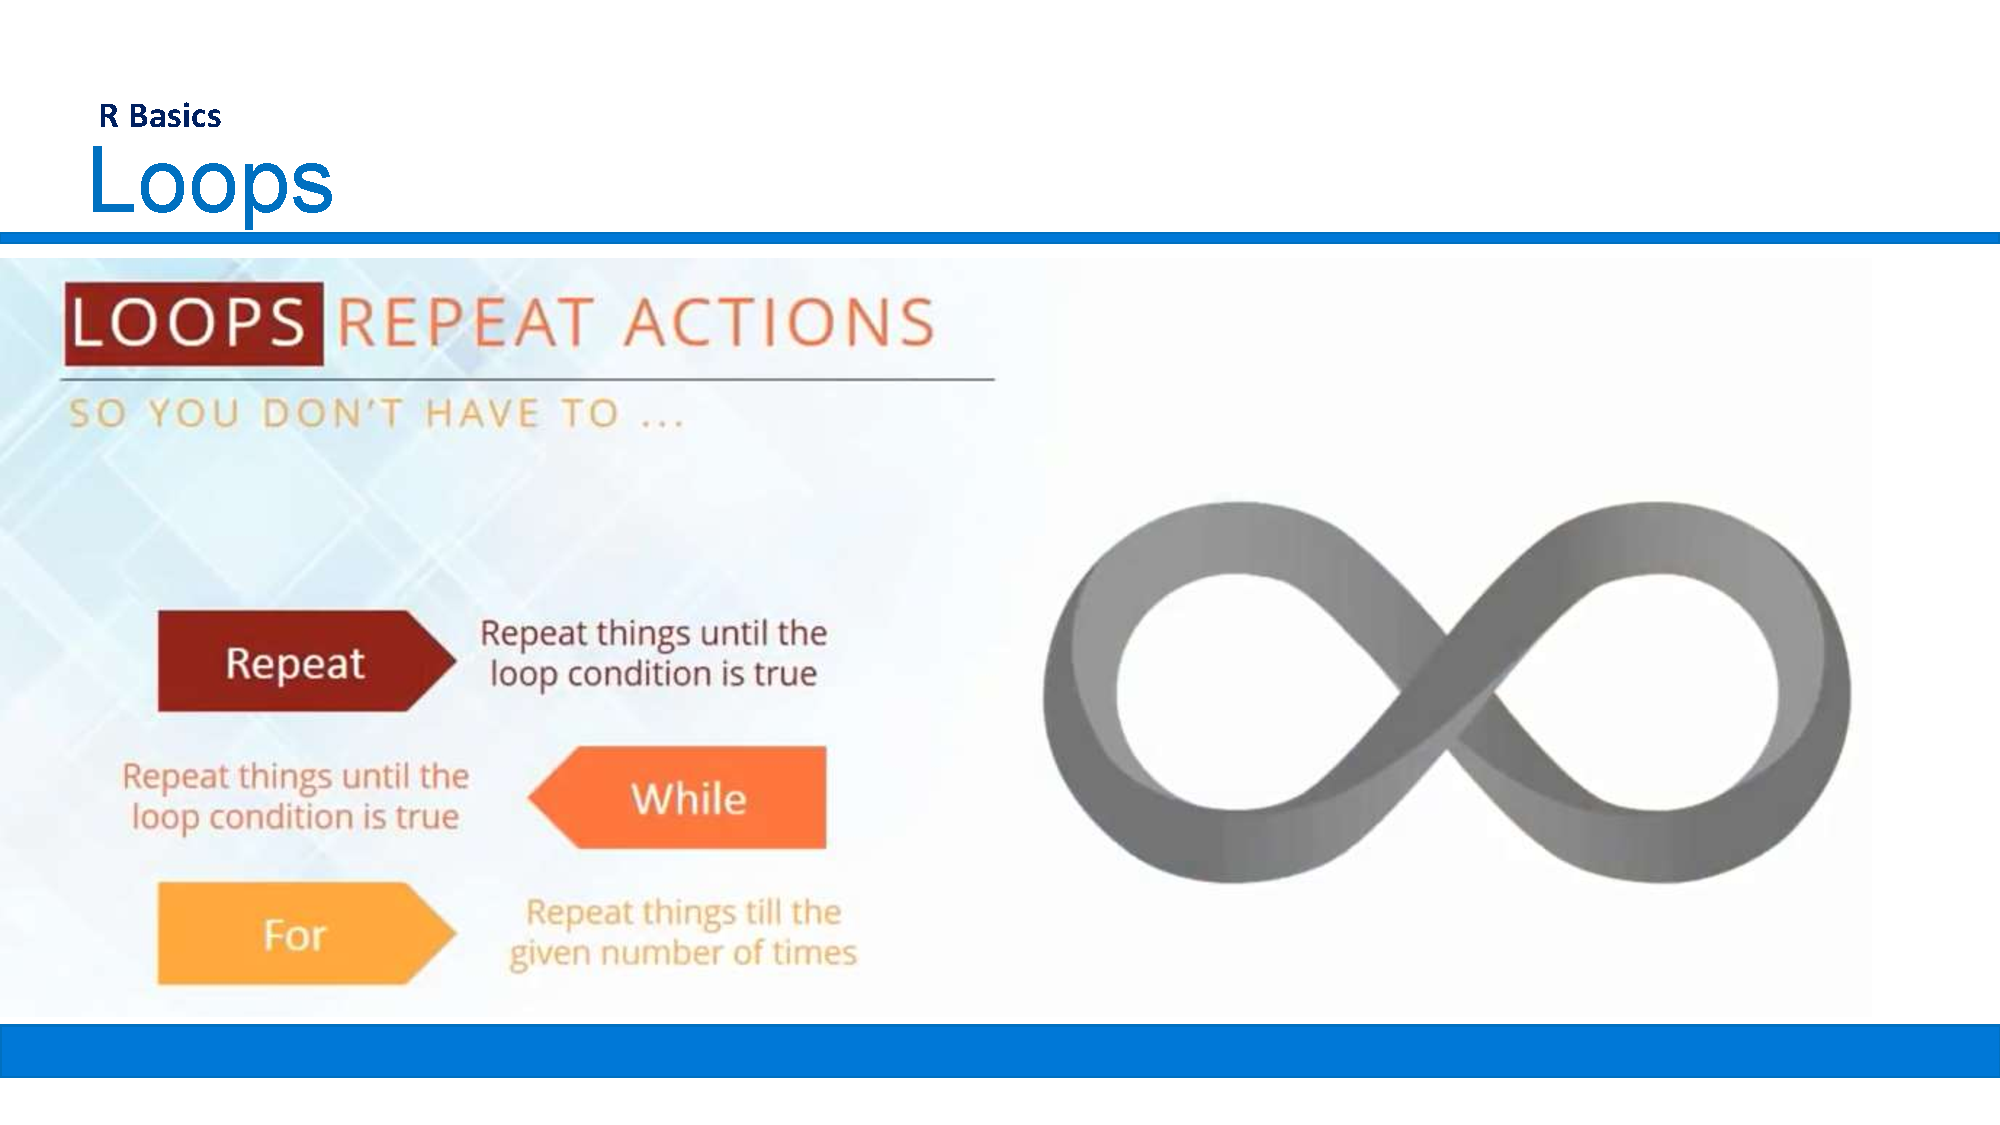 R Basics
Loops
LOOPS REPEAT ACTIONS
SO YOU DON'T HAVE TO ...
Repeat
Repeat things until the
loop condition is true
Repeat things until the
loop condition is true
While
For
Repeat things till the
given number of times